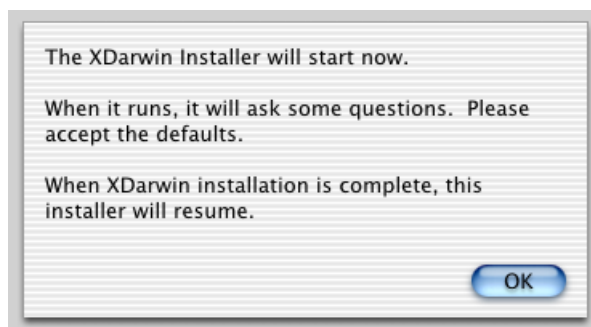 The XDarwin Installer will start now.
When it runs, it will ask some questions.  Please
accept the defaults.
When XDarwin installation is complete, this
installer will resume.
OK